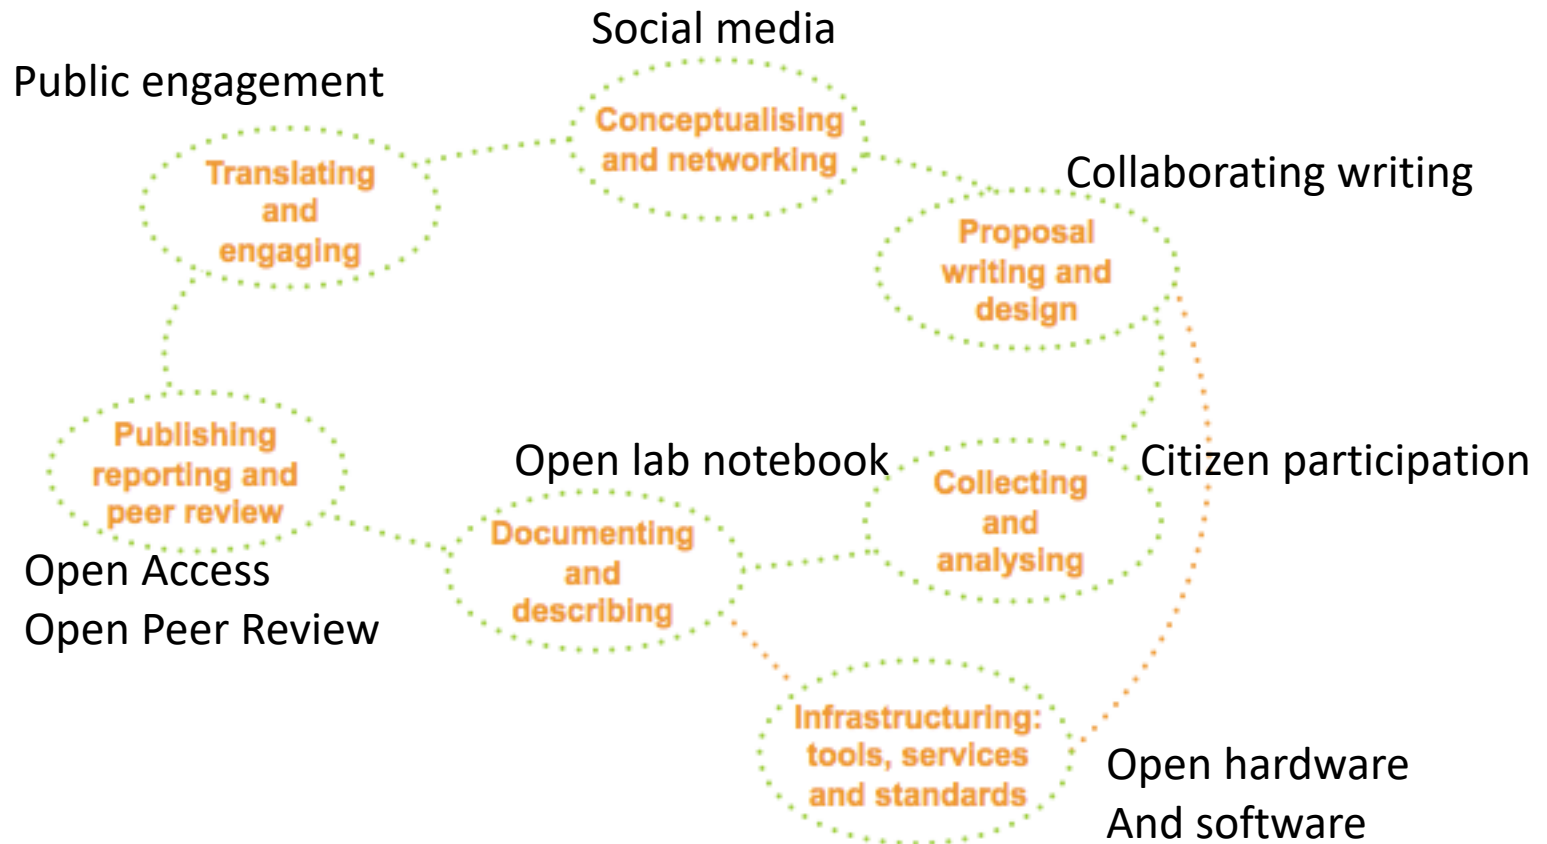 Social media
Public engagement
Conceptualising
and networking
Translating
and
engaging
Collaborating writing
Proposal
writing and
design
Publishing
reporting and
peer review
Open lab notebook
Collecting
and
analysing
Citizen participation
Documenting
and
describing
Open Access
Open Peer Review
Infrastructuring:
tools, services
and standards
Open hardware
And software